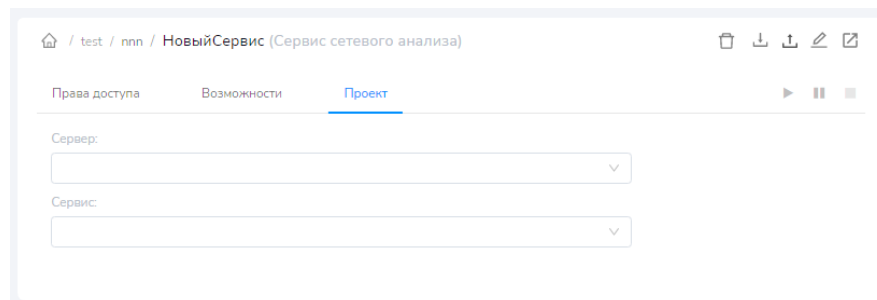 / test / nnn / НовыйСервис (Сервис сетевого анализа)
Права доступа Возможности Проект
Сервер:
Сервис: